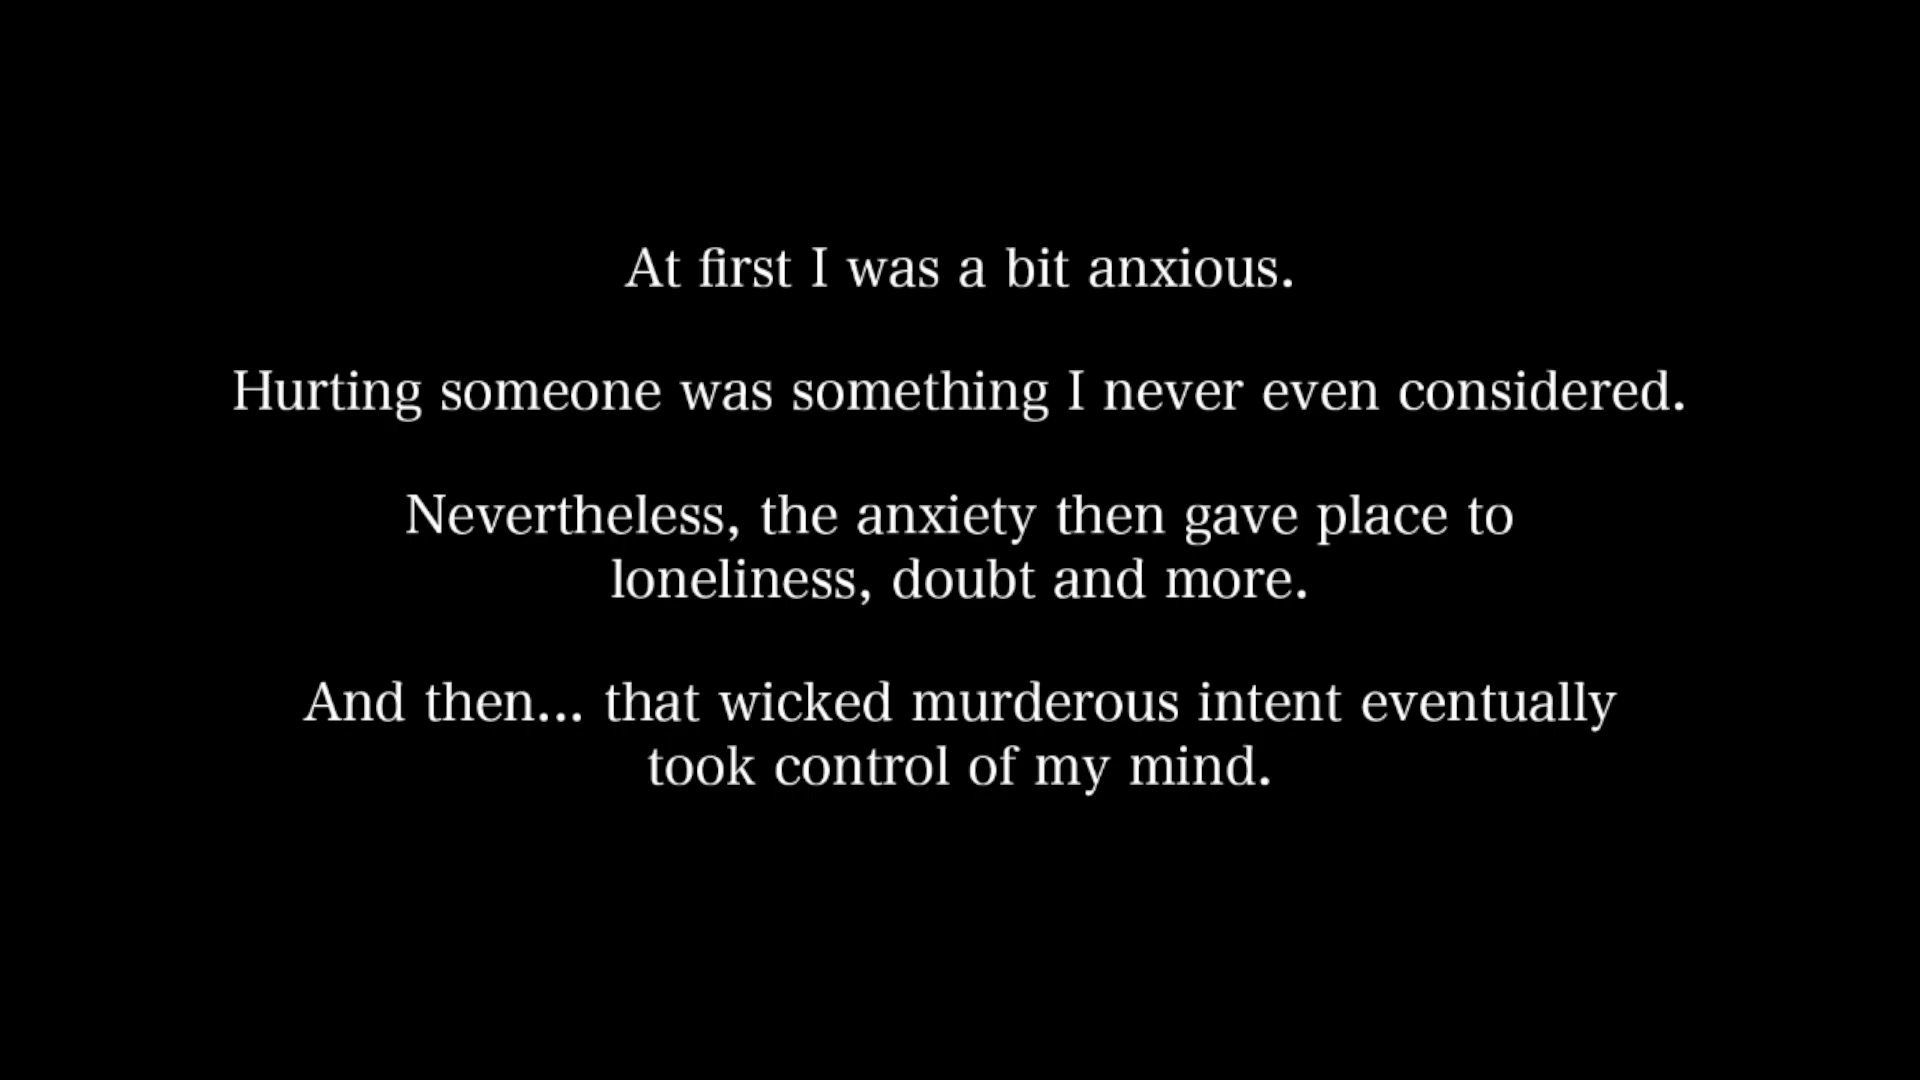 At first I was a bit anxious.
Hurting someone was something I never even considered.
Nevertheless, the anxiety then gave place to
loneliness, doubt and more.
And then... that wicked murderous intent eventually
took control of my mind.